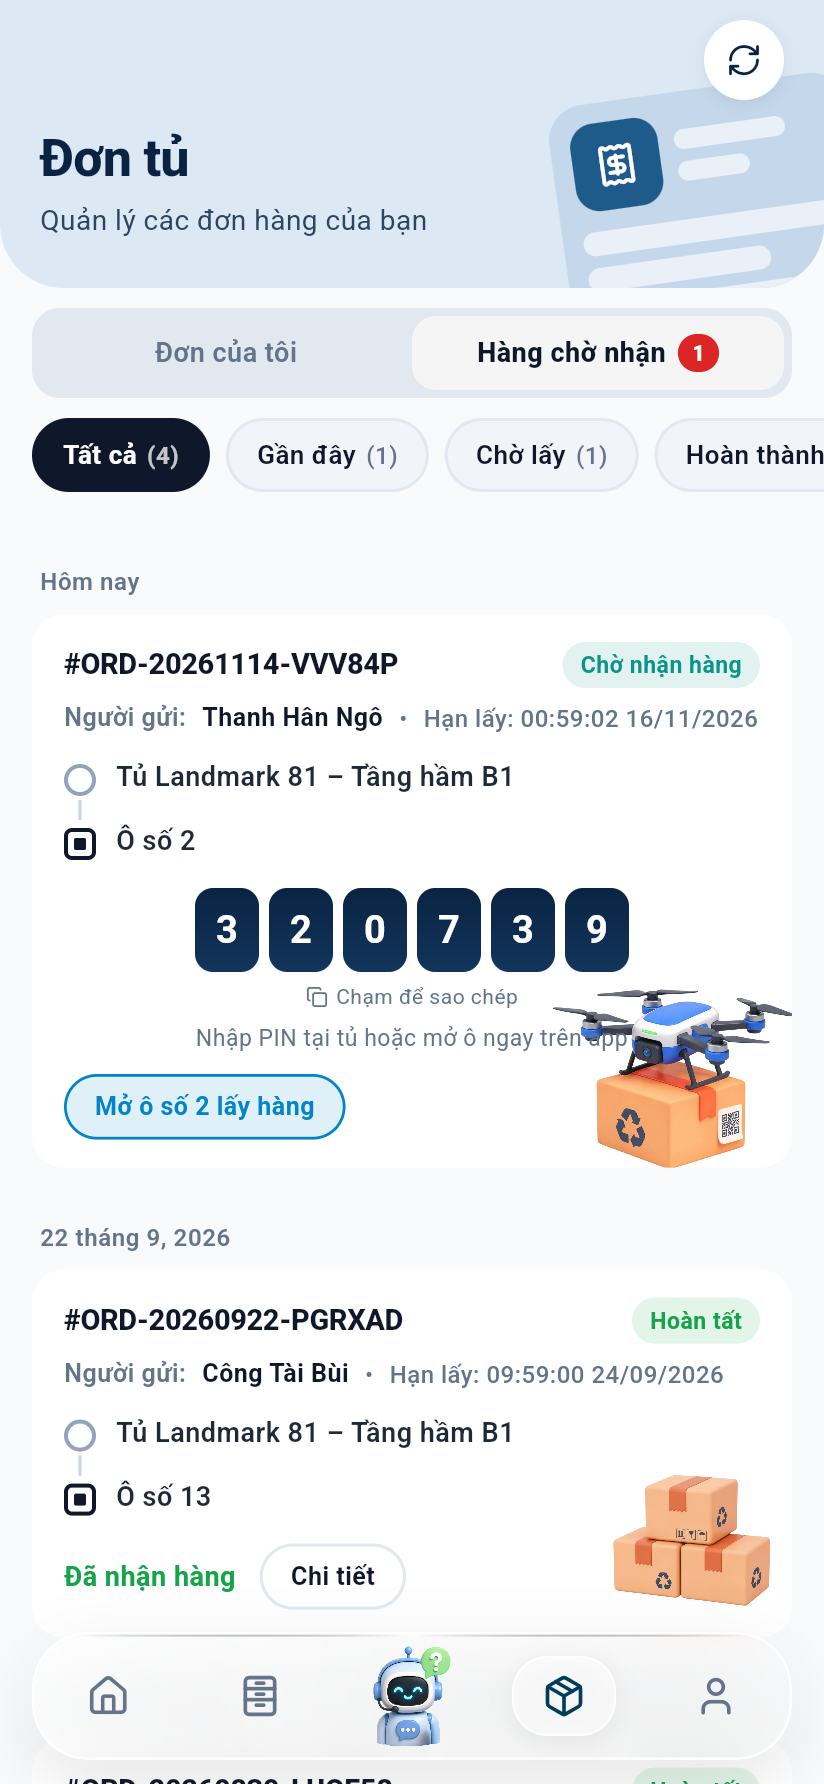 Đơn tủ
Quản lý các đơn hàng của bạn
Đơn của tôi
Hàng chờ nhận 1
Tất cả (4)
Gần đây (1)
Chờ lấy (1)
Hoàn thành
Hôm nay
#ORD-20261114-VVV84P
Chờ nhận hàng
Người gửi: Thanh Hân Ngô • Hạn lấy: 00:59:02 16/11/2026
Tủ Landmark 81 – Tầng hầm B1
Ô số 2
3 2 0 7 3 9
Chạm để sao chép
Nhập PIN tại tủ hoặc mở ô ngay trên app
Mở ô số 2 lấy hàng
22 tháng 9, 2026
#ORD-20260922-PGRXAD
Hoàn tất
Người gửi: Công Tài Bùi • Hạn lấy: 09:59:00 24/09/2026
Tủ Landmark 81 – Tầng hầm B1
Ô số 13
Đã nhận hàng
Chi tiết